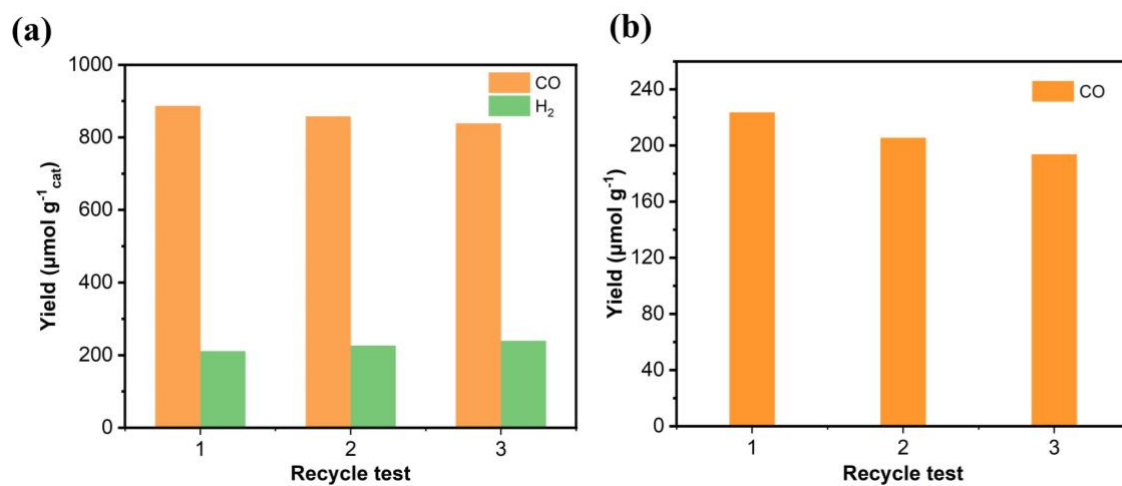 (a)
1000
800
600
400
200
0
Yield (µmol g⁻¹cat)
CO
H₂
1 2 3
Recycle test
(b)
240
200
160
120
80
40
0
Yield (µmol g⁻¹)
CO
1 2 3
Recycle test